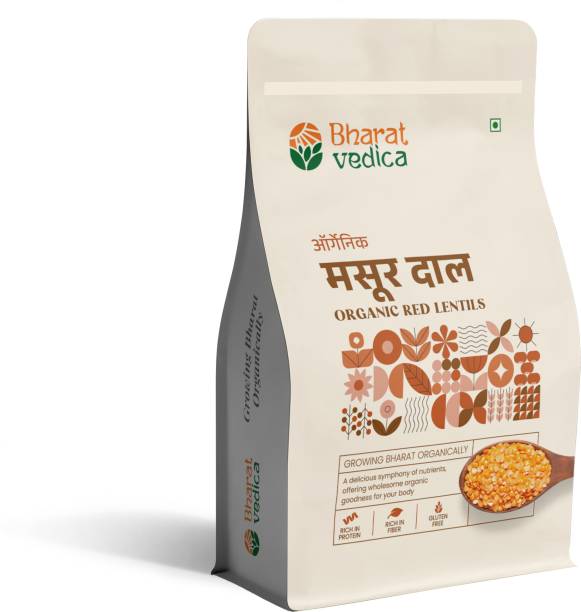 Bharat
vedica
ऑर्गेनिक
मसूर दाल
ORGANIC RED LENTILS
GROWING BHARAT ORGANICALLY
A delicious symphony of nutrients,
offering wholesome organic
goodness for your body
RICH IN
PROTEIN
RICH IN
FIBER
GLUTEN
FREE
Growing Bharat
Organically
Bharat
vedica